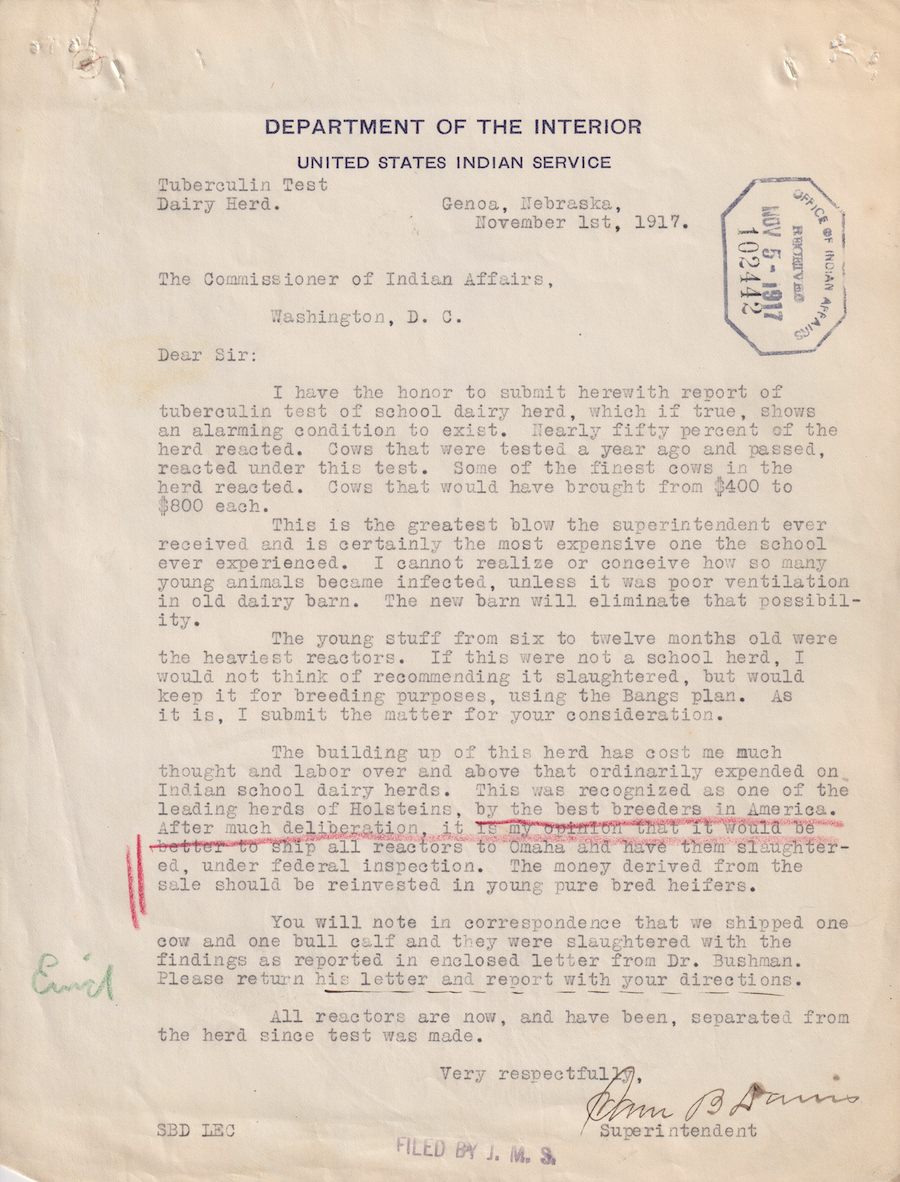 DEPARTMENT OF THE INTERIOR
UNITED STATES INDIAN SERVICE
Tuberculin Test
Dairy Herd.
Genoa, Nebraska,
November 1st, 1917.
OFFICE OF INDIAN AFFAIRS
RECEIVED
NOV 5 - 1917
102442
The Commissioner of Indian Affairs,
Washington, D. C.
Dear Sir:
I have the honor to submit herewith report of
tuberculin test of school dairy herd, which if true, shows
an alarming condition to exist. Nearly fifty percent of the
herd reacted. Cows that were tested a year ago and passed,
reacted under this test. Some of the finest cows in the
herd reacted. Cows that would have brought from $400 to
$800 each.
This is the greatest blow the superintendent ever
received and is certainly the most expensive one the school
ever experienced. I cannot realize or conceive how so many
young animals became infected, unless it was poor ventilation
in old dairy barn. The new barn will eliminate that possibil-
ity.
The young stuff from six to twelve months old were
the heaviest reactors. If this were not a school herd, I
would not think of recommending it slaughtered, but would
keep it for breeding purposes, using the Bangs plan. As
it is, I submit the matter for your consideration.
The building up of this herd has cost me much
thought and labor over and above that ordinarily expended on
Indian school dairy herds. This was recognized as one of the
leading herds of Holsteins, by the best breeders in America.
After much deliberation, it is my opinion that it would be
better to ship all reactors to Omaha and have them slaughter-
ed, under federal inspection. The money derived from the
sale should be reinvested in young pure bred heifers.
You will note in correspondence that we shipped one
cow and one bull calf and they were slaughtered with the
findings as reported in enclosed letter from Dr. Bushman.
Please return his letter and report with your directions.
All reactors are now, and have been, separated from
the herd since test was made.
Very respectfully,
Sam B Davis
SBD LEC
Superintendent
FILED BY J. M. S.